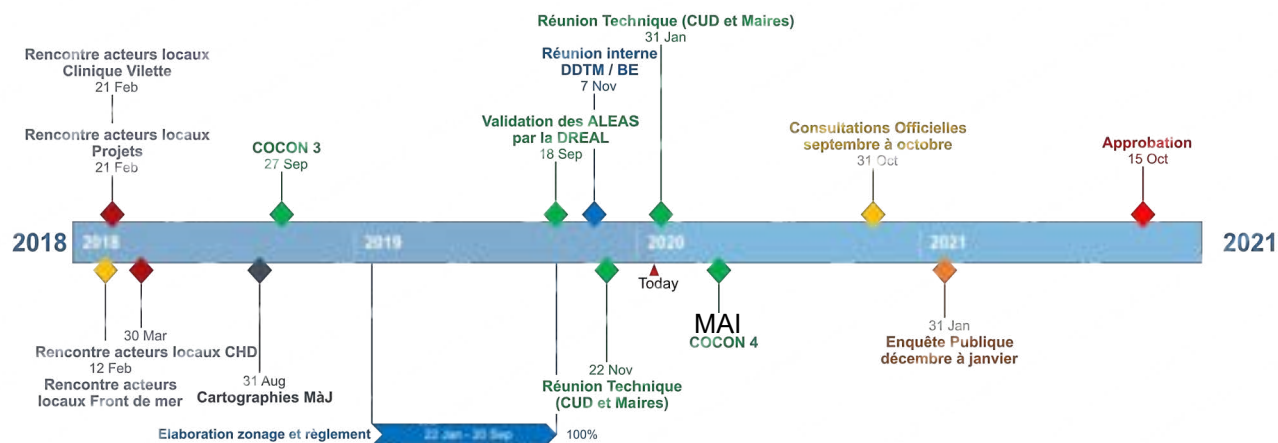 Réunion Technique (CUD et Maires)
31 Jan
Rencontre acteurs locaux
Clinique Vilette
21 Feb
Réunion interne
DDTM / BE
7 Nov
Rencontre acteurs locaux
Projets
21 Feb
COCON 3
27 Sep
Validation des ALEAS
par la DREAL
18 Sep
Consultations Officielles
septembre à octobre
31 Oct
Approbation
15 Oct
2018
2018
2019
2020
2021
2021
Today
30 Mar
Rencontre acteurs locaux CHD
12 Feb
Rencontre acteurs
locaux Front de mer
31 Aug
Cartographies MàJ
MAI
COCON 4
31 Jan
Enquête Publique
décembre à janvier
22 Nov
Réunion Technique
(CUD et Maires)
Elaboration zonage et règlement
Jan - Sep
100%